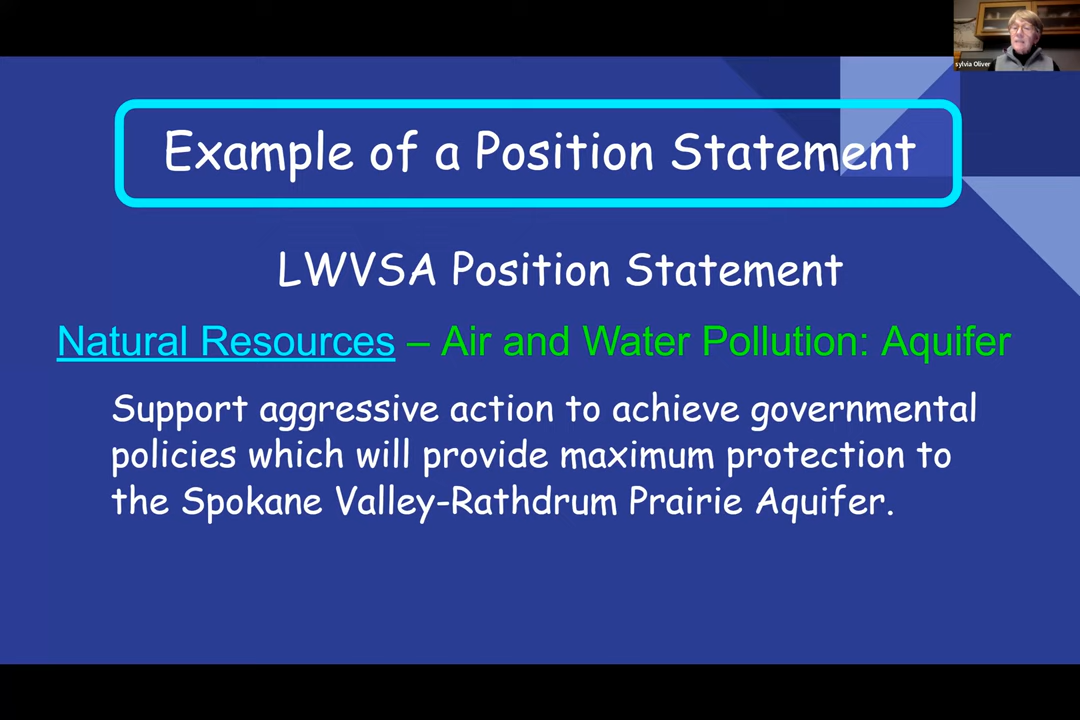 sylvia Oliver
Example of a Position Statement
LWVSA Position Statement
Natural Resources – Air and Water Pollution: Aquifer
Support aggressive action to achieve governmental
policies which will provide maximum protection to
the Spokane Valley-Rathdrum Prairie Aquifer.